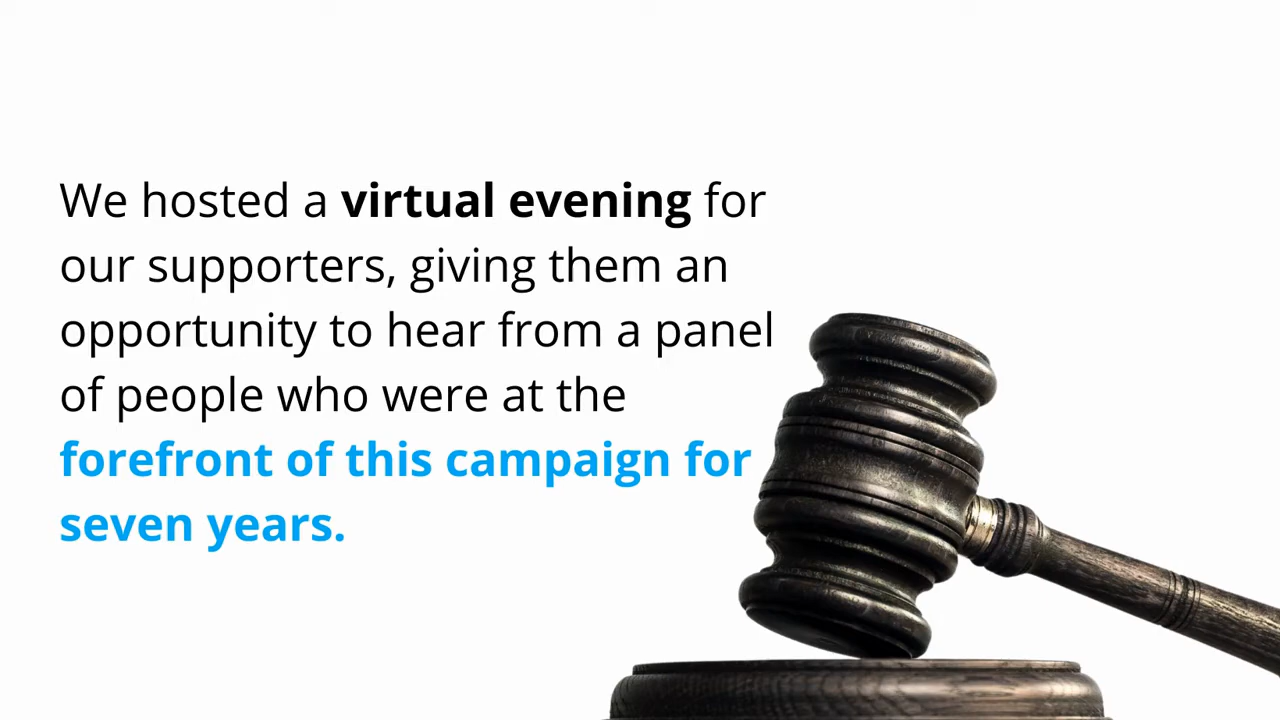 We hosted a virtual evening for
our supporters, giving them an
opportunity to hear from a panel
of people who were at the
forefront of this campaign for
seven years.